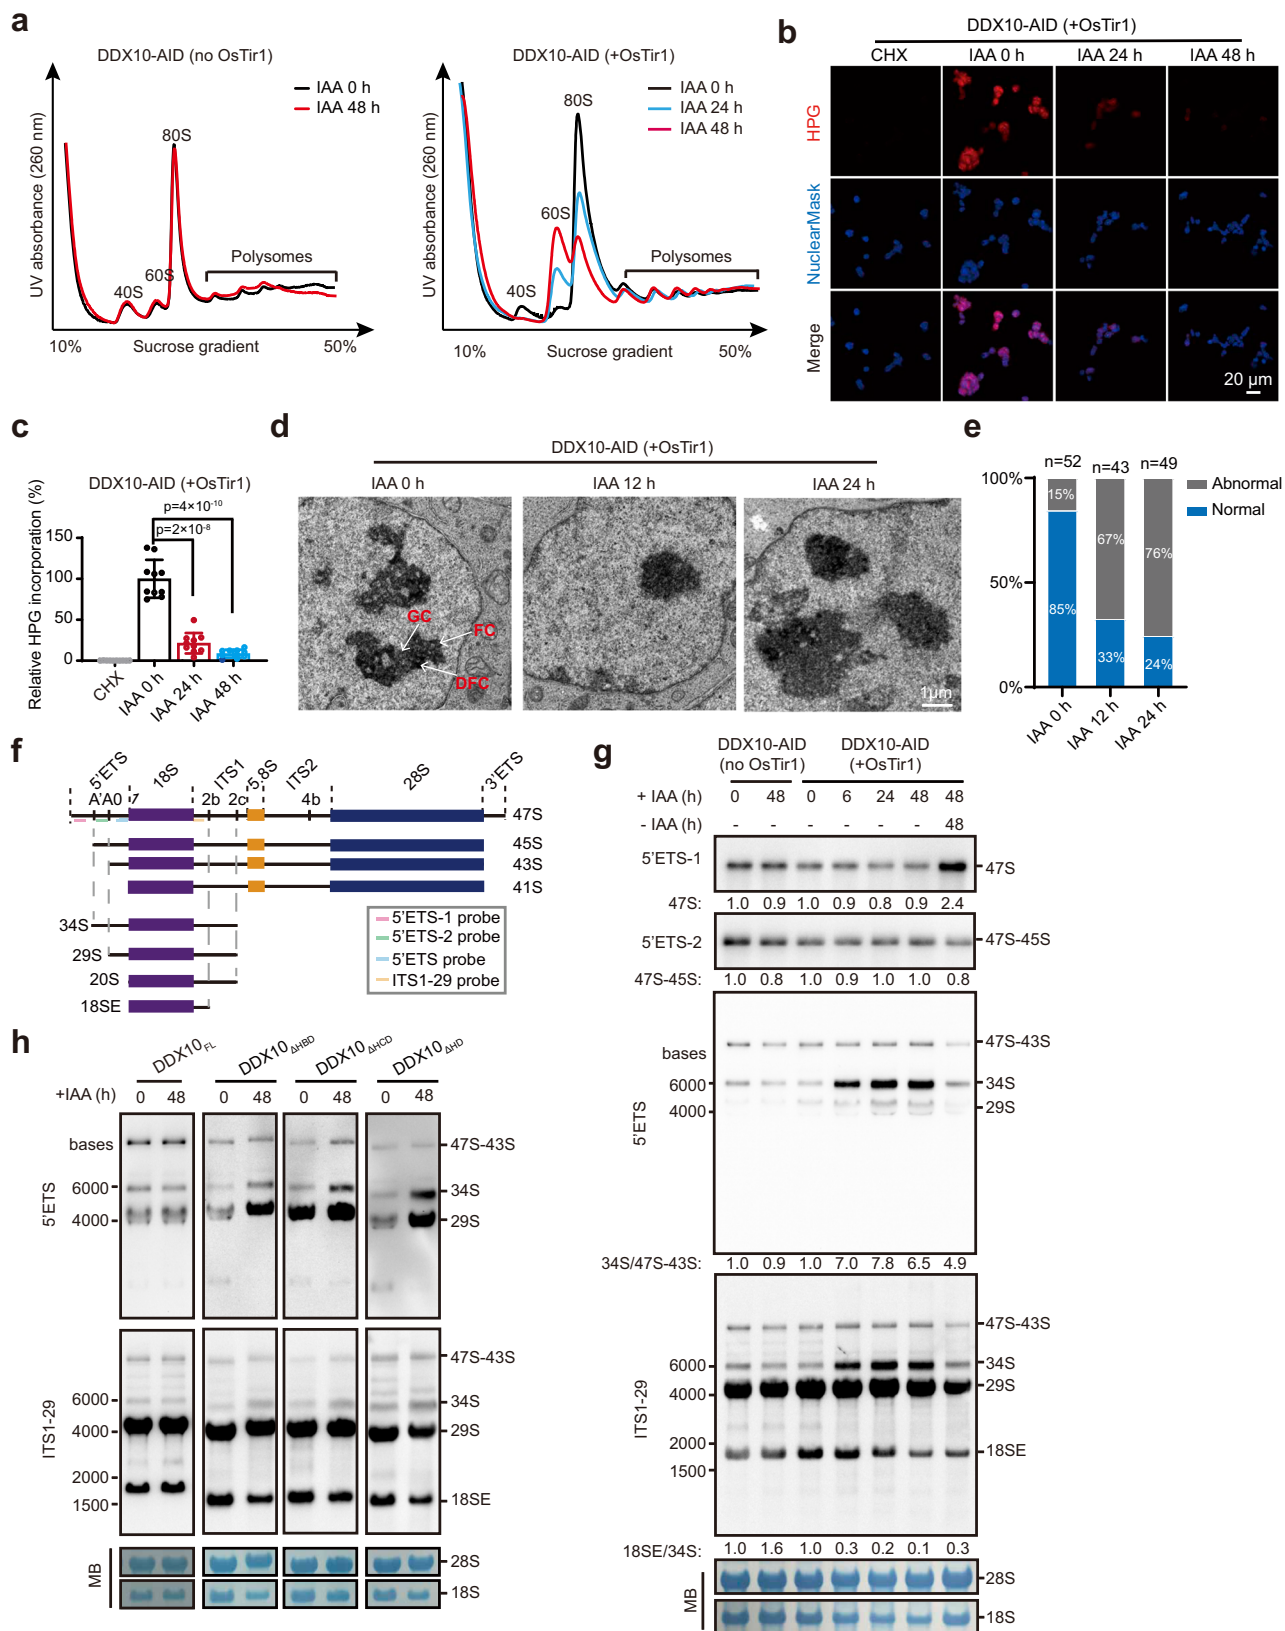 a
DDX10-AID (no OsTir1)
UV absorbance (260 nm)
IAA 0 h
IAA 48 h
80S
40S
60S
Polysomes
10%
Sucrose gradient
50%
DDX10-AID (+OsTir1)
UV absorbance (260 nm)
IAA 0 h
IAA 24 h
IAA 48 h
80S
60S
40S
Polysomes
10%
Sucrose gradient
50%
b
DDX10-AID (+OsTir1)
CHX IAA 0 h IAA 24 h IAA 48 h
HPG
NuclearMask
Merge
20 µm
c
DDX10-AID (+OsTir1)
Relative HPG incorporation (%)
p=4×10-10
p=2×10-8
150
100
50
0
CHX
IAA 0 h
IAA 24 h
IAA 48 h
d
DDX10-AID (+OsTir1)
IAA 0 h IAA 12 h IAA 24 h
GC
FC
DFC
1µm
e
n=52 n=43 n=49
100%
50%
0%
15%
85%
67%
33%
76%
24%
Abnormal
Normal
IAA 0 h
IAA 12 h
IAA 24 h
f
5'ETS 18S ITS1 5.8S ITS2 28S 3'ETS
A'A0 1 2b 2c 4b
47S
45S
43S
41S
34S
29S
20S
18SE
5'ETS-1 probe
5'ETS-2 probe
5'ETS probe
ITS1-29 probe
g
DDX10-AID (no OsTir1)
DDX10-AID (+OsTir1)
+ IAA (h) 0 48 0 6 24 48 48
- IAA (h) - - - - - - 48
5'ETS-1
47S
47S: 1.0 0.9 1.0 0.9 0.8 0.9 2.4
5'ETS-2
47S-45S
47S-45S: 1.0 0.8 1.0 0.9 1.0 1.0 0.8
5'ETS
bases
6000
4000
47S-43S
34S
29S
34S/47S-43S: 1.0 0.9 1.0 7.0 7.8 6.5 4.9
ITS1-29
6000
4000
2000
1500
47S-43S
34S
29S
18SE
18SE/34S: 1.0 1.6 1.0 0.3 0.2 0.1 0.3
MB
28S
18S
h
DDX10FL DDX10ΔHBD DDX10ΔHCD DDX10ΔHD
+IAA (h) 0 48 0 48 0 48 0 48
5'ETS
bases
6000
4000
47S-43S
34S
29S
ITS1-29
6000
4000
2000
1500
47S-43S
34S
29S
18SE
MB
28S
18S